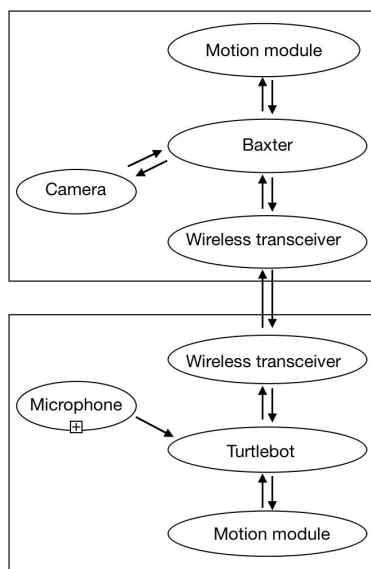 Motion module
Baxter
Camera
Wireless transceiver
Wireless transceiver
Microphone
Turtlebot
Motion module